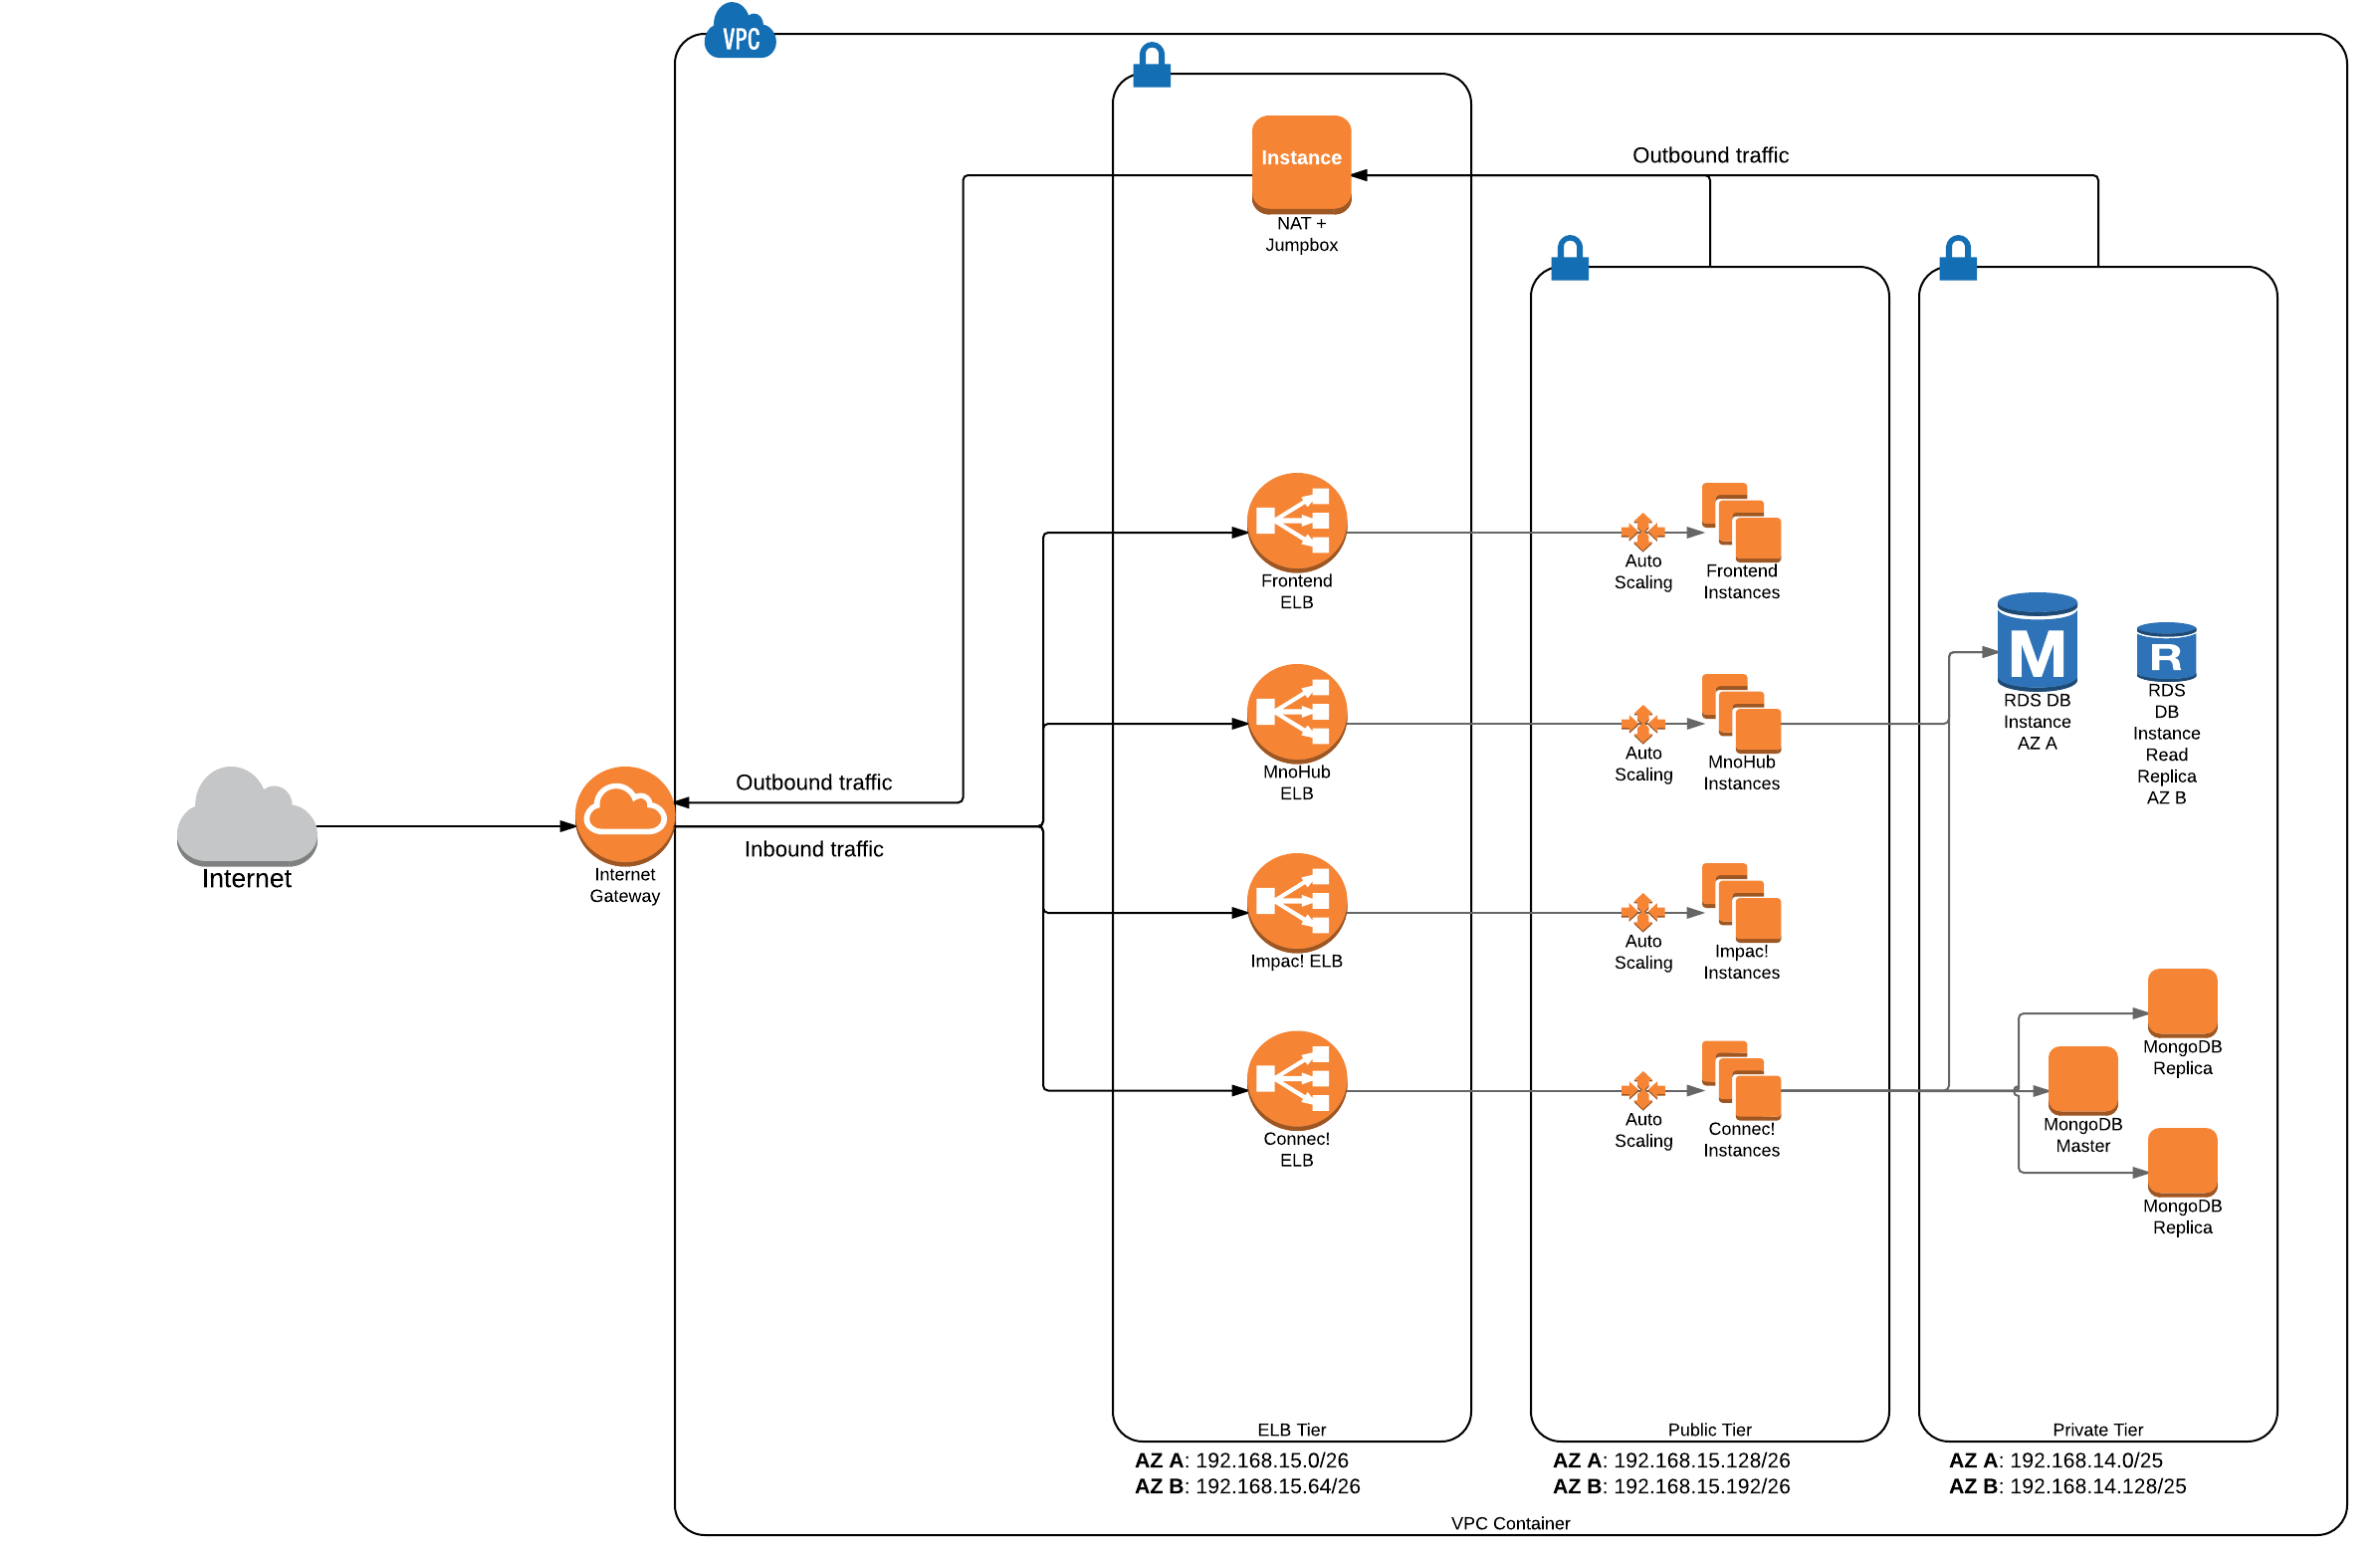 VPC
Instance
NAT +
Jumpbox
Outbound traffic
Frontend
ELB
Auto
Scaling
Frontend
Instances
MnoHub
ELB
Auto
Scaling
MnoHub
Instances
M
RDS DB
Instance
AZ A
R
RDS
DB
Instance
Read
Replica
AZ B
Outbound traffic
Inbound traffic
Internet
Internet
Gateway
Impac! ELB
Auto
Scaling
Impac!
Instances
Connec!
ELB
Auto
Scaling
Connec!
Instances
MongoDB
Replica
MongoDB
Master
MongoDB
Replica
ELB Tier
AZ A: 192.168.15.0/26
AZ B: 192.168.15.64/26
Public Tier
AZ A: 192.168.15.128/26
AZ B: 192.168.15.192/26
Private Tier
AZ A: 192.168.14.0/25
AZ B: 192.168.14.128/25
VPC Container